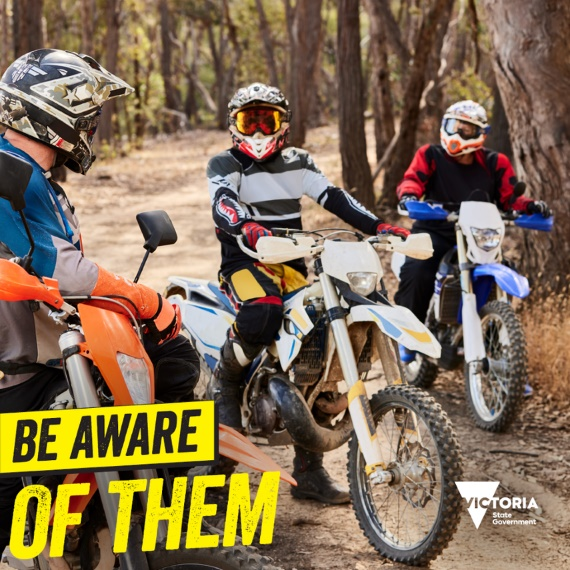 BE AWARE
OF THEM
VICTORIA
State
Government